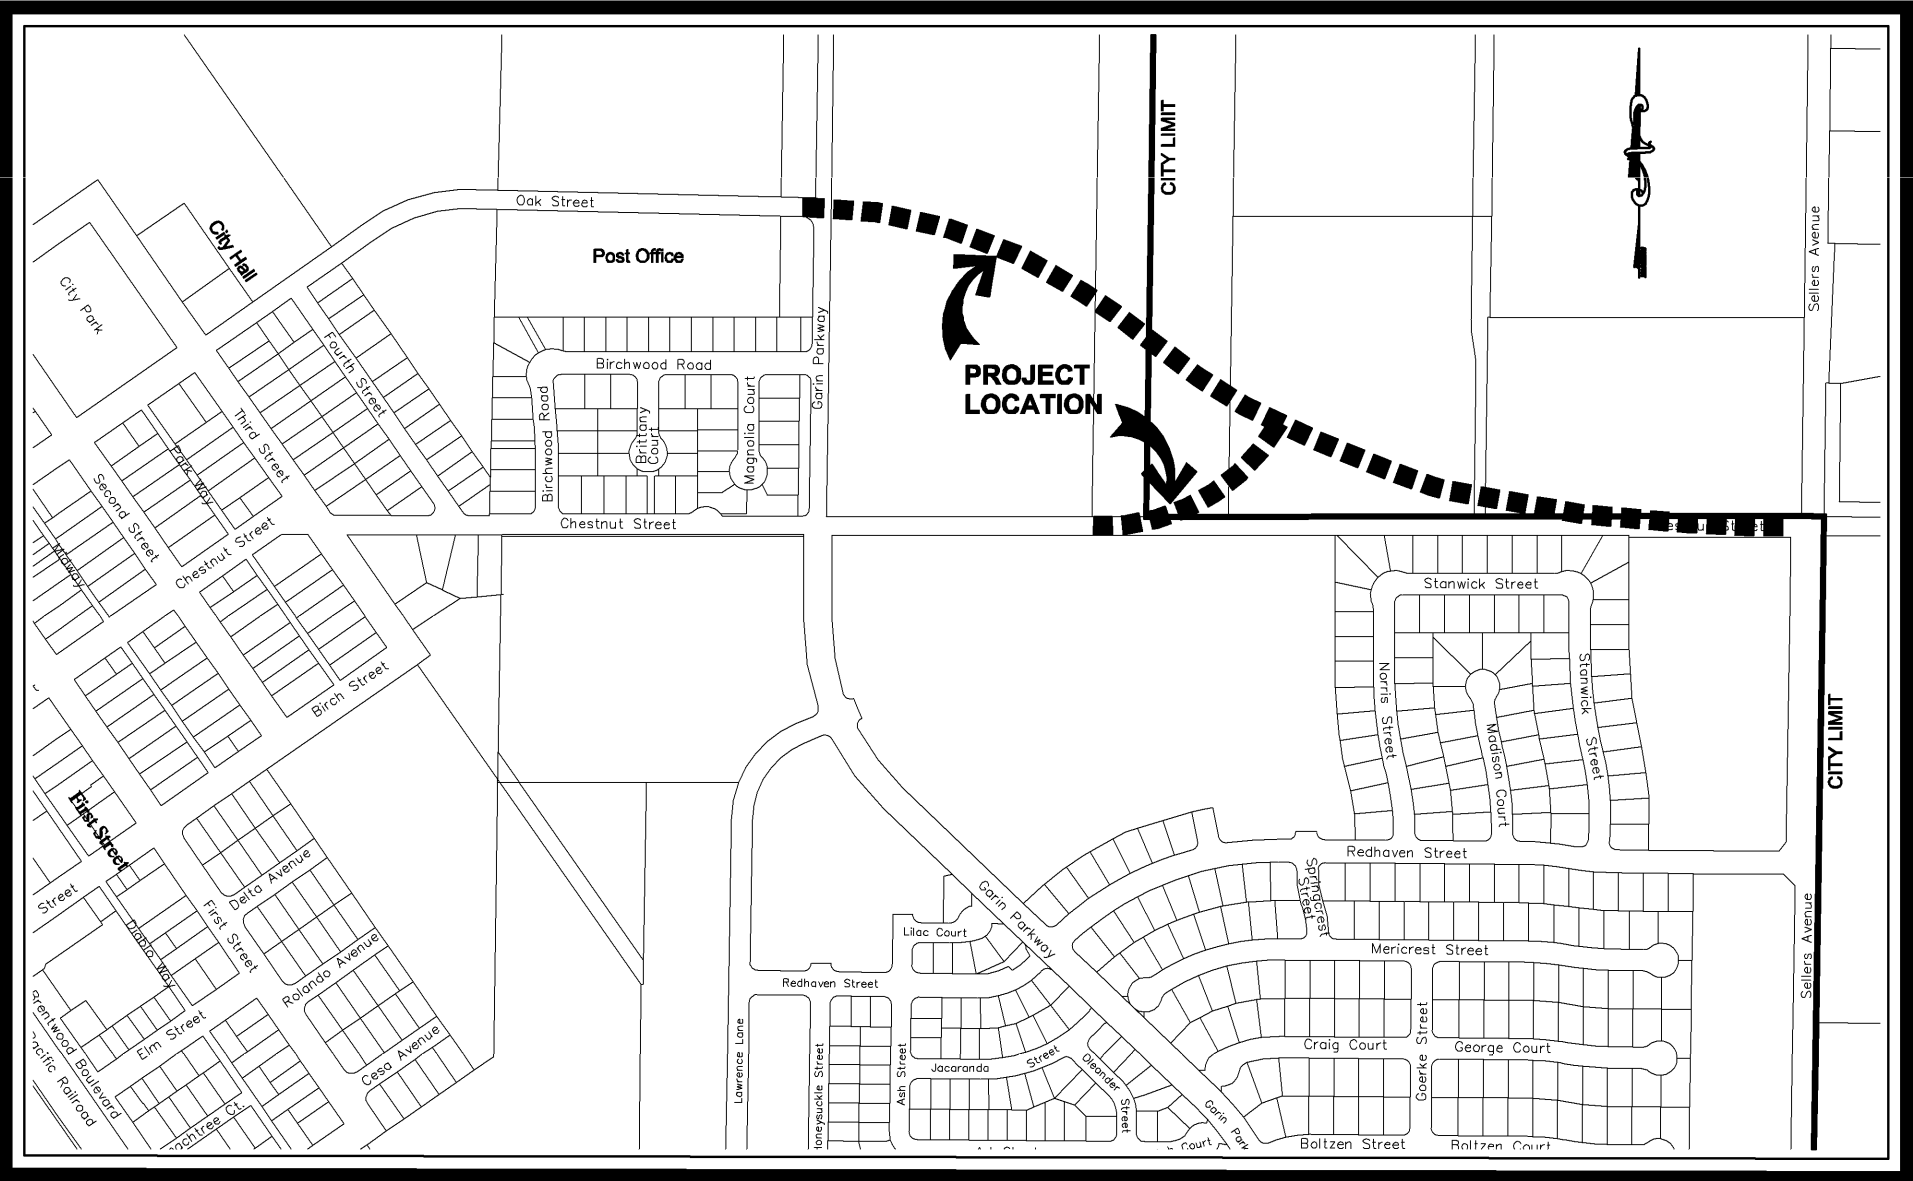 CITY LIMIT
Oak Street
City Hall
Post Office
City Park
Sellers Avenue
Fourth Street
Garin Parkway
Birchwood Road
PROJECT
LOCATION
Third Street
Birchwood Road
Brittany
Court
Magnolia Court
Park Way
Second Street
Chestnut Street
Chestnut Street
Midway
Stanwick Street
Birch Street
Norris Street
Stanwick Street
Madison Court
CITY LIMIT
First Street
Redhaven Street
Springcrest
Street
Delta Avenue
Street
First Street
Diablo Way
Rolando Avenue
Garin Parkway
Lilac Court
Mericrest Street
Sellers Avenue
Redhaven Street
Brentwood Boulevard
Pacific Railroad
Elm Street
Cesa Avenue
Lawrence Lane
Honeysuckle Street
Ash Street
Jacaranda Street
Oleander Street
Craig Court
George Court
Goerke Street
Garin Park
Ct.
Court
Boltzen Street
Boltzen Court